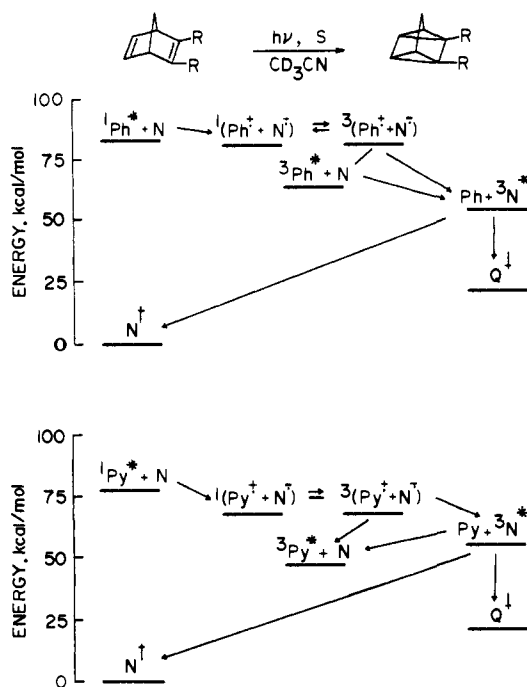 R
R
hν, S
CD₃CN
R
R
ENERGY, kcal/mol
100
75
50
25
0
¹Ph* + N
¹(Ph⁺̇ + N⁻̇) ⇌ ³(Ph⁺̇ + N⁻̇)
³Ph* + N
Ph + ³N*
Q↓
N↑
ENERGY, kcal/mol
100
75
50
25
0
¹Py* + N
¹(Py⁺̇ + N⁻̇) ⇌ ³(Py⁺̇ + N⁻̇)
³Py* + N
Py + ³N*
Q↓
N↑